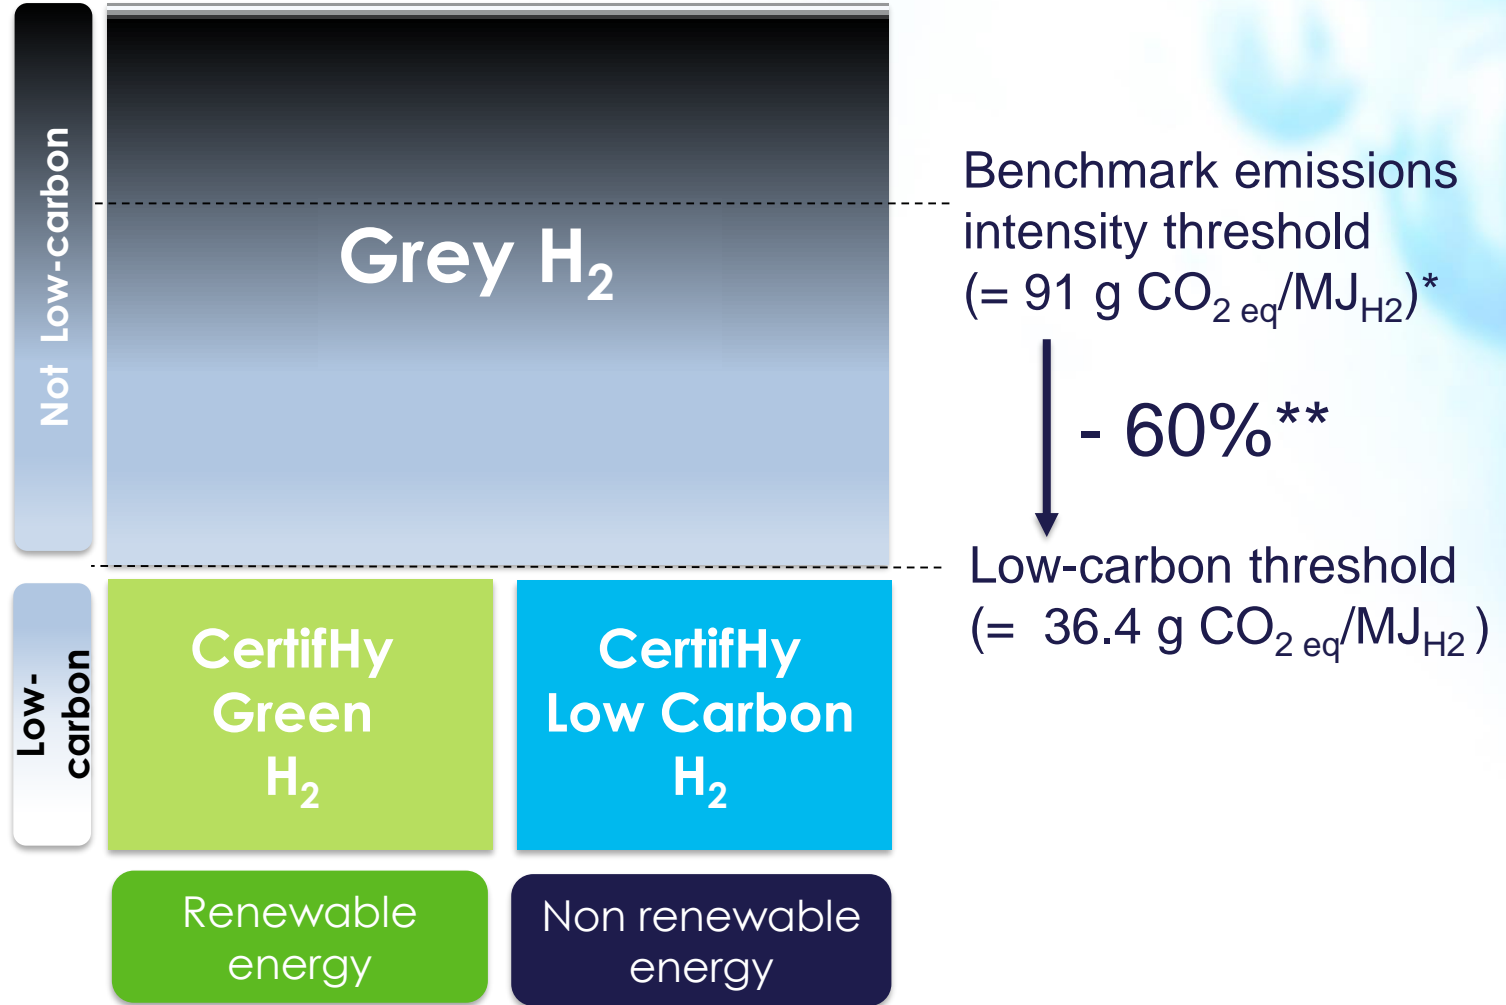 Not Low-carbon
Grey H₂
Benchmark emissions
intensity threshold
(= 91 g CO₂ eq/MJH2)*
- 60%**
Low-carbon threshold
(= 36.4 g CO₂ eq/MJH2 )
Low-
carbon
CertifHy
Green
H₂
CertifHy
Low Carbon
H₂
Renewable
energy
Non renewable
energy